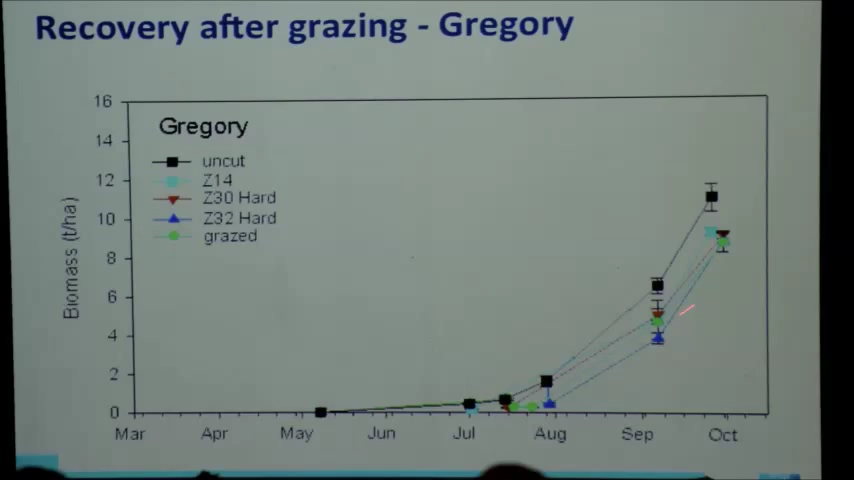 Recovery after grazing - Gregory
16
14
12
10
8
6
4
2
0
Biomass (t/ha)
Gregory
uncut
Z14
Z30 Hard
Z32 Hard
grazed
Mar Apr May Jun Jul Aug Sep Oct